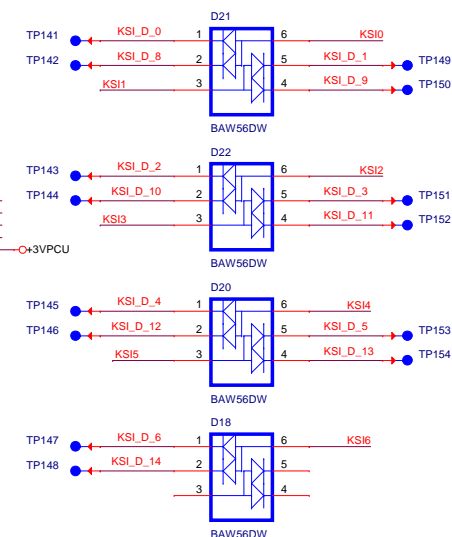 D21
TP141 KSI_D_0 1 6 KSI0
TP142 KSI_D_8 2 5 KSI_D_1 TP149
KSI1 3 4 KSI_D_9 TP150
BAW56DW
D22
TP143 KSI_D_2 1 6 KSI2
TP144 KSI_D_10 2 5 KSI_D_3 TP151
KSI3 3 4 KSI_D_11 TP152
+3VPCU
BAW56DW
D20
TP145 KSI_D_4 1 6 KSI4
TP146 KSI_D_12 2 5 KSI_D_5 TP153
KSI5 3 4 KSI_D_13 TP154
BAW56DW
D18
TP147 KSI_D_6 1 6 KSI6
TP148 KSI_D_14 2 5
3 4
BAW56DW